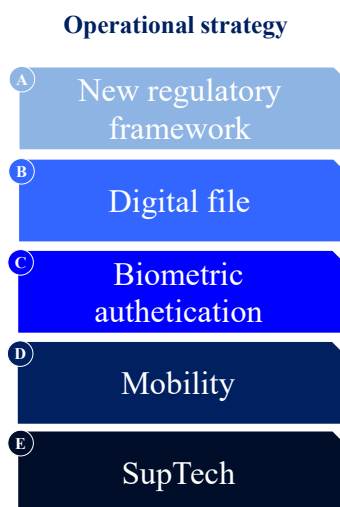 Operational strategy
A
New regulatory
framework
B
Digital file
C
Biometric
authetication
D
Mobility
E
SupTech